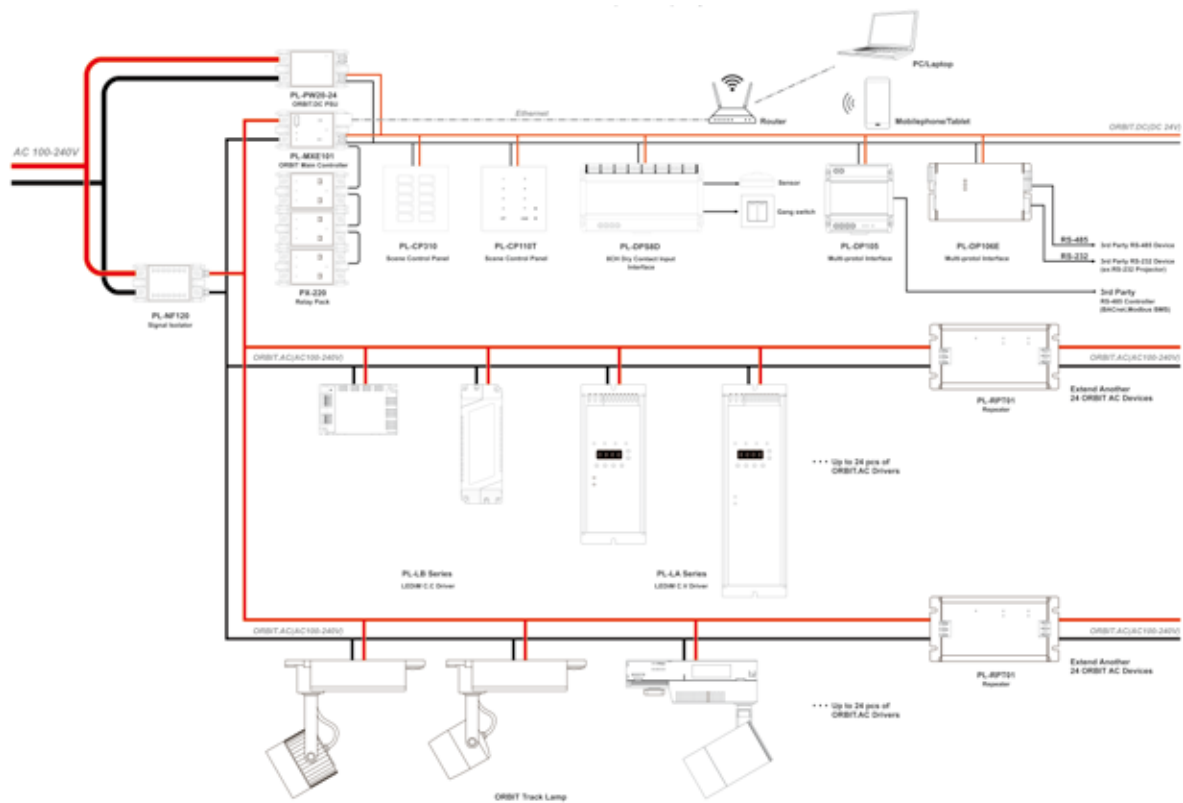 PC/Laptop
PL-PW20-24
ORBIT.DC PSU
Ethernet
Router
Mobilephone/Tablet
ORBIT.DC(DC 24V)
AC 100-240V
PL-MXE101
ORBIT Main Controller
Sensor
Gang switch
PL-CP310
Scene Control Panel
PL-CP110T
Scene Control Panel
PL-DPS8D
8CH Dry Contact Input
Interface
PL-DP105
Multi-protol Interface
PL-DP106E
Multi-protol Interface
RS-485
3rd Party RS-485 Device
RS-232
3rd Party RS-232 Device
(ex RS-232 Projector)
3rd Party
RS-485 Controller
(BACnet,Modbus BMS)
PX-220
Relay Pack
PL-NF120
Signal Isolator
ORBIT.AC(AC100-240V)
ORBIT.AC(AC100-240V)
PL-RPT01
Repeater
Extend Another
24 ORBIT AC Devices
• • • Up to 24 pcs of
ORBIT.AC Drivers
PL-LB Series
LEDIM C.C Driver
PL-LA Series
LEDIM C.V Driver
ORBIT.AC(AC100-240V)
ORBIT.AC(AC100-240V)
PL-RPT01
Repeater
Extend Another
24 ORBIT AC Devices
• • • Up to 24 pcs of
ORBIT.AC Drivers
ORBIT Track Lamp